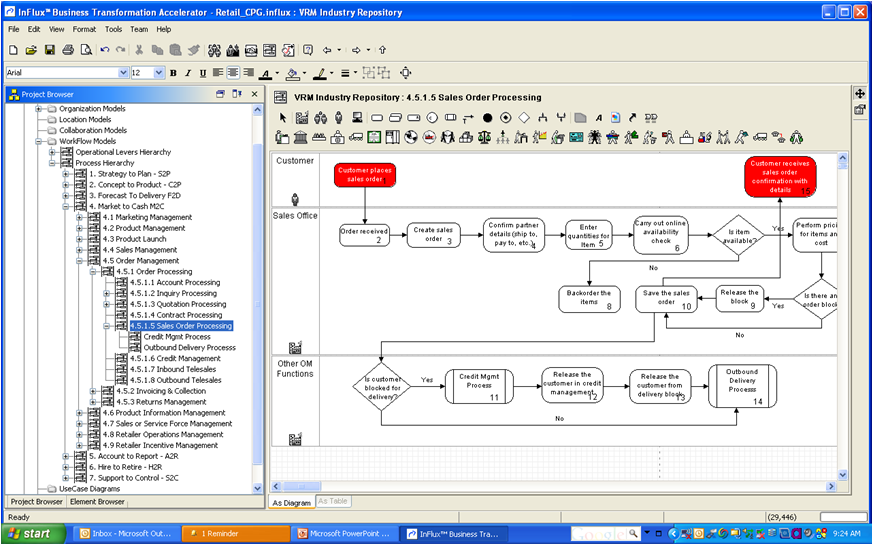 InFlux™ Business Transformation Accelerator - Retail_CPG.influx : VRM Industry Repository
File Edit View Format Tools Team Help
Arial 12 B I U
Project Browser
Organization Models
Location Models
Collaboration Models
WorkFlow Models
Operational Levers Hierarchy
Process Hierarchy
1. Strategy to Plan - S2P
2. Concept to Product - C2P
3. Forecast To Delivery F2D
4. Market to Cash M2C
4.1 Marketing Management
4.2 Product Management
4.3 Product Launch
4.4 Sales Management
4.5 Order Management
4.5.1 Order Processing
4.5.1.1 Account Processing
4.5.1.2 Inquiry Processing
4.5.1.3 Quotation Processing
4.5.1.4 Contract Processing
4.5.1.5 Sales Order Processing
Credit Mgmt Process
Outbound Delivery Processs
4.5.1.6 Credit Management
4.5.1.7 Inbound Telesales
4.5.1.8 Outbound Telesales
4.5.2 Invoicing & Collection
4.5.3 Returns Management
4.6 Product Information Management
4.7 Sales or Service Force Management
4.8 Retailer Operations Management
4.9 Retailer Incentive Management
5. Account to Report - A2R
6. Hire to Retire - H2R
7. Support to Control - S2C
UseCase Diagrams
Project Browser Element Browser
VRM Industry Repository : 4.5.1.5 Sales Order Processing
Customer
Customer places
sales order 1
Customer receives
sales order
confirmation with
details
15
Sales Office
Order received
2
Create sales
order 3
Confirm partner
details (ship to,
pay to, etc.)
4
Enter
quantities for
Item 5
Carry out online
availability
check
6
Is item
available?
Yes
No
Perform pric
for items an
cost
Backorder the
items
8
Save the sales
order
10
Release the
block
9
Yes
Is there an
order block
No
Other OM
Functions
Is customer
blocked for
delivery?
Yes
No
Credit Mgmt
Process
11
Release the
customer in credit
management
12
Release the
customer from
delivery block
13
Outbound
Delivery
Processs
14
As Diagram As Table
Ready (29,446)
start Inbox - Microsoft Out... 1 Reminder Microsoft PowerPoint ... InFlux™ Business Tra... Google 9:24 AM